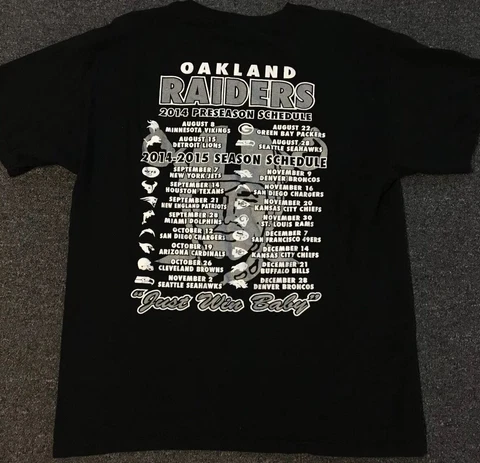 OAKLAND
RAIDERS
2014 PRESEASON SCHEDULE
AUGUST 8
MINNESOTA VIKINGS
AUGUST 15
DETROIT LIONS
AUGUST 22
GREEN BAY PACKERS
AUGUST 28
SEATTLE SEAHAWKS
2014-2015 SEASON SCHEDULE
SEPTEMBER 7
NEW YORK JETS
SEPTEMBER 14
HOUSTON TEXANS
SEPTEMBER 21
NEW ENGLAND PATRIOTS
SEPTEMBER 28
MIAMI DOLPHINS
OCTOBER 12
SAN DIEGO CHARGERS
OCTOBER 19
ARIZONA CARDINALS
OCTOBER 26
CLEVELAND BROWNS
NOVEMBER 2
SEATTLE SEAHAWKS
NOVEMBER 9
DENVER BRONCOS
NOVEMBER 16
SAN DIEGO CHARGERS
NOVEMBER 20
KANSAS CITY CHIEFS
NOVEMBER 30
ST. LOUIS RAMS
DECEMBER 7
SAN FRANCISCO 49ERS
DECEMBER 14
KANSAS CITY CHIEFS
DECEMBER 21
BUFFALO BILLS
DECEMBER 28
DENVER BRONCOS
"Just Win Baby"